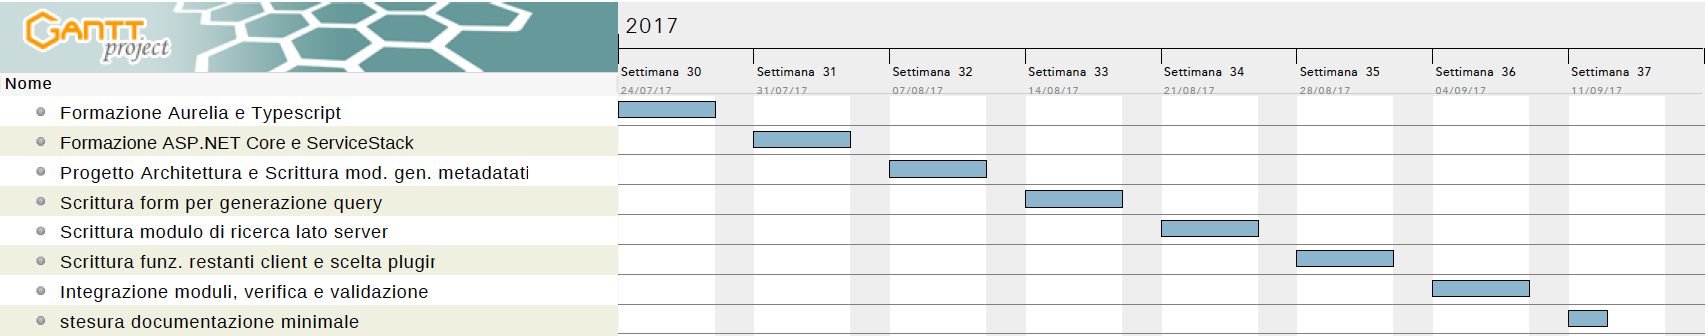 GANTT
project
2017
Settimana 30
Settimana 31
Settimana 32
Settimana 33
Settimana 34
Settimana 35
Settimana 36
Settimana 37
Nome
24/07/17
31/07/17
07/08/17
14/08/17
21/08/17
28/08/17
04/09/17
11/09/17
Formazione Aurelia e Typescript
Formazione ASP.NET Core e ServiceStack
Progetto Architettura e Scrittura mod. gen. metadatati
Scrittura form per generazione query
Scrittura modulo di ricerca lato server
Scrittura funz. restanti client e scelta plugin
Integrazione moduli, verifica e validazione
stesura documentazione minimale